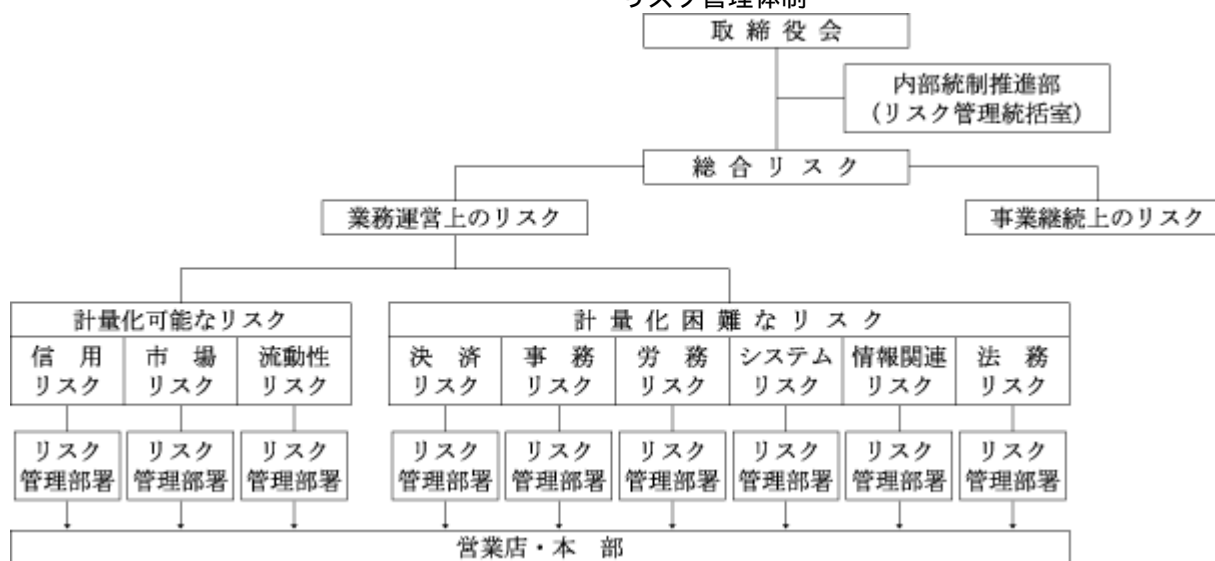 リスク管理体制
取締役会
内部統制推進部
(リスク管理統括室)
総合リスク
業務運営上のリスク
事業継続上のリスク
計量化可能なリスク
計量化困難なリスク
信用
リスク
市場
リスク
流動性
リスク
決済
リスク
事務
リスク
労務
リスク
システム
リスク
情報関連
リスク
法務
リスク
リスク
管理部署
リスク
管理部署
リスク
管理部署
リスク
管理部署
リスク
管理部署
リスク
管理部署
リスク
管理部署
リスク
管理部署
リスク
管理部署
営業店・本部